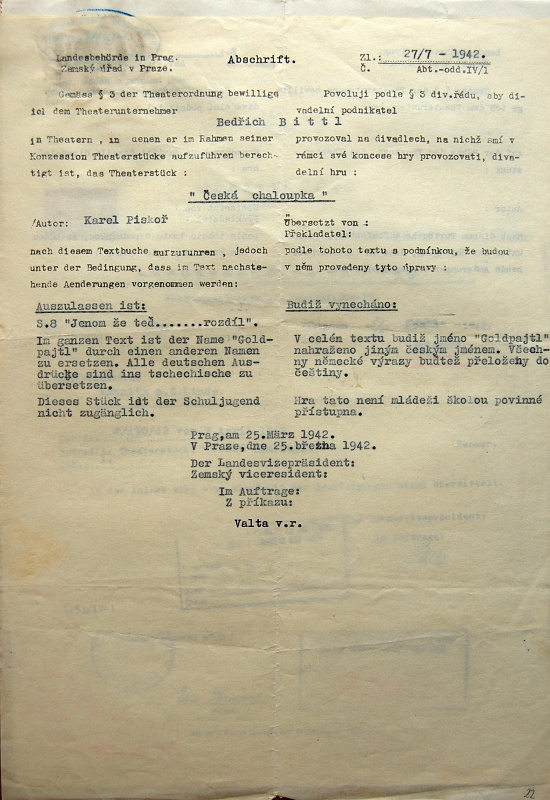 Landesbehörde in Prag.
Zemský úřad v Praze.
Abschrift.
Zl.: 27/7 - 1942.
Č. Abt.-odd.IV/1
Gemäss § 3 der Theaterordnung bewillige
ich dem Theaterunternehmer
Povoluji podle § 3 div.řádu, aby di-
vadelní podnikatel
Bedřich Bittl
in Theatern , in denen er im Rahmen seiner
Konzession Theaterstücke aufzuführen berech-
tigt ist, das Theaterstück :
provozoval na divadlech, na nichž smí v
rámci své koncese hry provozovati, diva-
delní hru :
" Česká chaloupka "
/Autor: Karel Piskoř
Übersetzt von :
Překladatel:
nach diesem Textbuche aufzuführen , jedoch
unter der Bedingung, dass im Text nachste-
hende Aenderungen vorgenommen werden:
podle tohoto textu s podmínkou, že budou
v něm provedeny tyto úpravy :
Auszulassen ist:
S.8 "Jenom že teď.......rozdíl".
Im ganzen Text ist der Name "Gold-
pajtl" durch einen anderen Namen
zu ersetzen. Alle deutschen Aus-
drücke sind ins tschechische zu
übersetzen.
Dieses Stück idt der Schuljugend
nicht zugänglich.
Budiž vynecháno:
V celém textu budiž jméno "Goldpajtl"
nahraženo jiným českým jménem. Všech-
ny německé výrazy buďtež přeloženy do
češtiny.
Hra tato není mládeži školou povinné
přístupna.
Prag,am 25.März 1942.
V Praze,dne 25.března 1942.
Der Landesvizepräsident:
Zemský viceresident:
Im Auftrage:
Z příkazu:
Valta v.r.
22